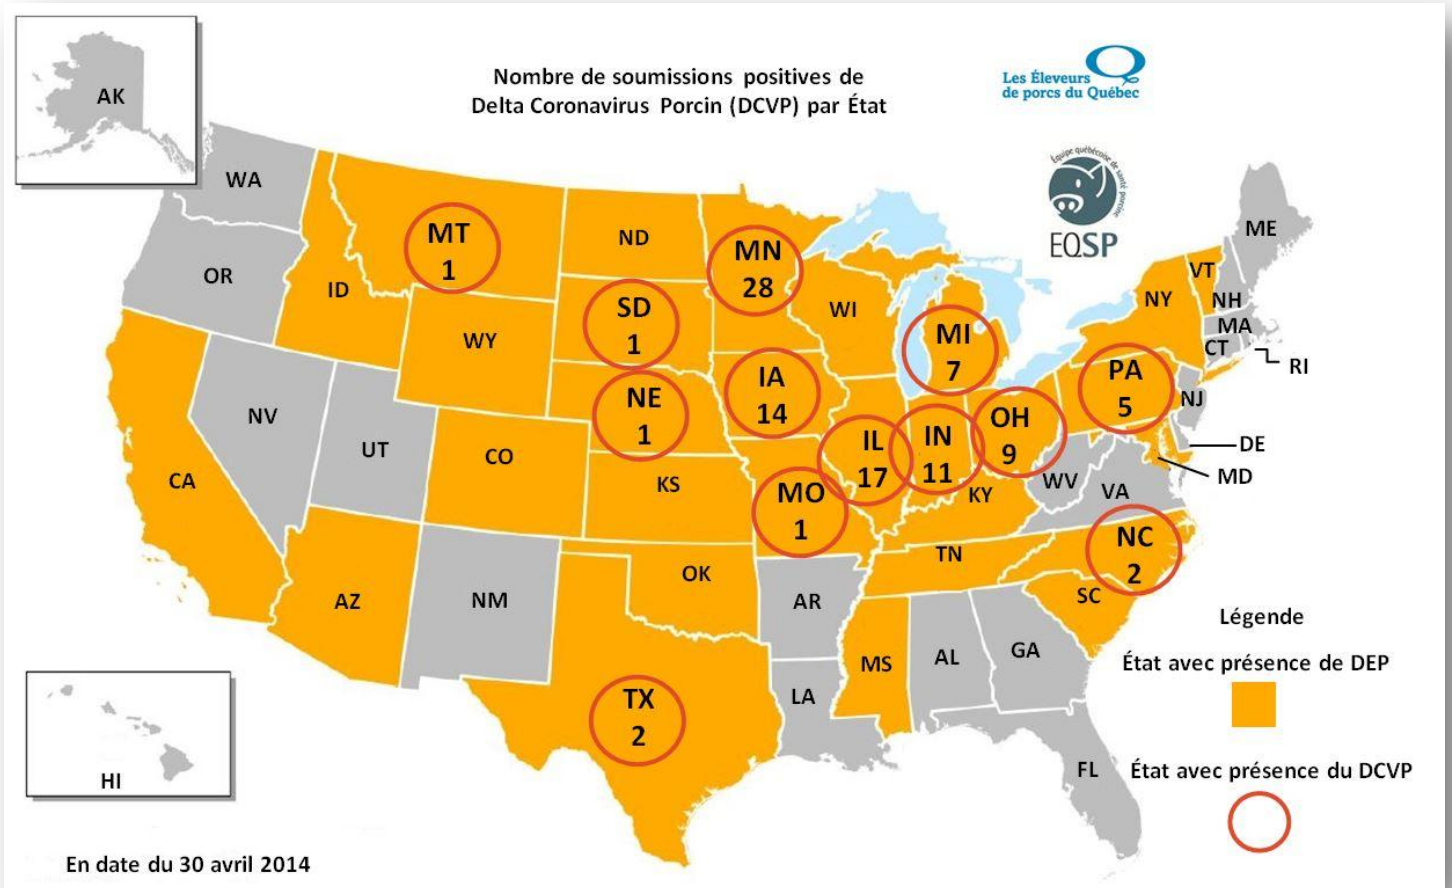 Nombre de soumissions positives de
Delta Coronavirus Porcin (DCVP) par État
Les Éleveurs
de porcs du Québec
Équipe québécoise de santé porcine
EQSP
AK
WA
OR
ID
MT
1
ND
MN
28
SD
1
WY
WI
MI
7
NY
VT
NH
ME
MA
CT
RI
NE
1
IA
14
PA
5
NJ
NV
UT
CO
CA
KS
IL
17
IN
11
OH
9
MO
1
KY
WV
VA
DE
MD
AZ
NM
OK
AR
TN
NC
2
SC
MS
AL
GA
LA
TX
2
FL
HI
Légende
État avec présence de DEP
État avec présence du DCVP
En date du 30 avril 2014